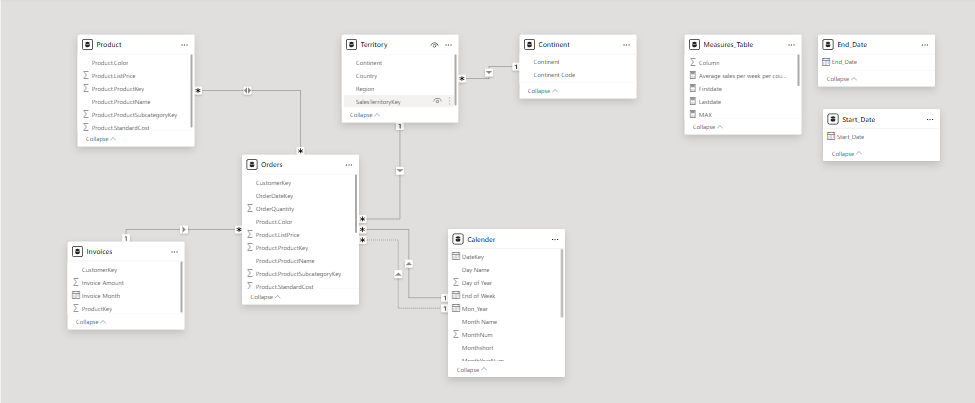 Product
Product.Color
Product.ListPrice
Product.ProductKey
Product.ProductName
Product.ProductSubcategoryKey
Product.StandardCost
Collapse
Territory
Continent
Country
Region
SalesTerritoryKey
Collapse
Continent
Continent
Continent Code
Collapse
Measures_Table
Column
Average sales per week per cou...
Firstdate
Lastdate
MAX
Collapse
End_Date
End_Date
Collapse
Start_Date
Start_Date
Collapse
Orders
CustomerKey
OrderDateKey
OrderQuantity
Product.Color
Product.ListPrice
Product.ProductKey
Product.ProductName
Product.ProductSubcategoryKey
Product.StandardCost
Collapse
Invoices
CustomerKey
Invoice Amount
Invoice Month
ProductKey
Collapse
Calender
DateKey
Day Name
Day of Year
End of Week
Mon_Year
Month Name
MonthNum
Monthshort
MonthYearNum
Collapse
*
*
1
*
1
*
*
*
1
1
1
*